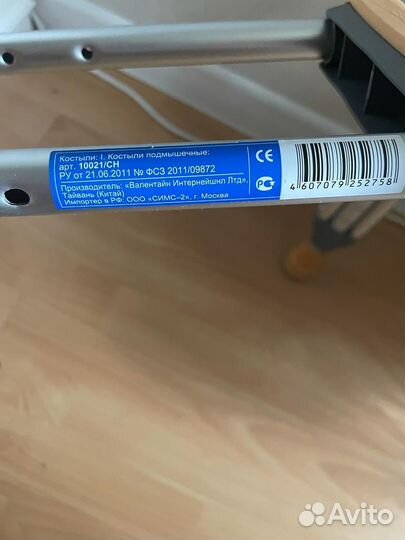 Костыли: I. Костыли подмышечные:
арт. 10021/CH
РУ от 21.06.2011 № ФСЗ 2011/09872
Производитель: «Валентайн Интернейшнл Лтд»,
Тайвань (Китай)
Импортер в РФ: ООО «СИМС–2», г. Москва
CE
РСТ
4 607079 252758
Avito